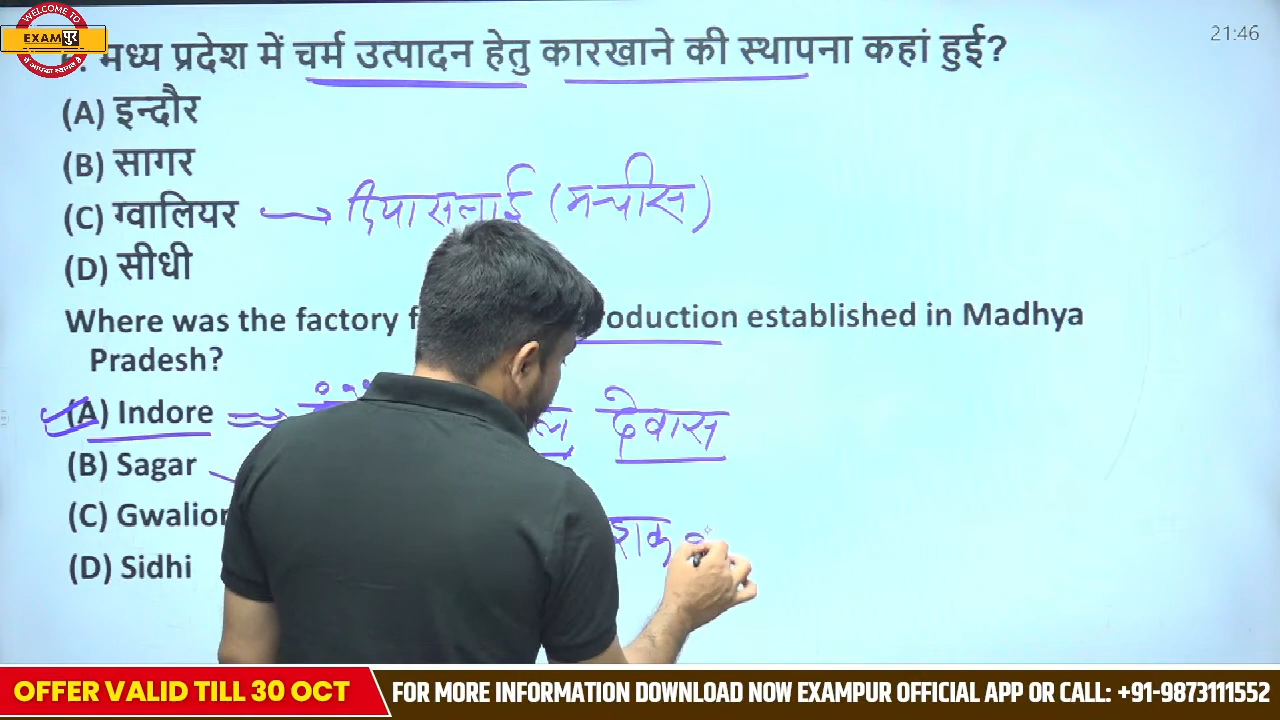 WELCOME TO
EXAMपुर
21:46
मध्य प्रदेश में चर्म उत्पादन हेतु कारखाने की स्थापना कहां हुई?
(A) इन्दौर
(B) सागर
(C) ग्वालियर → दियासलाई (माचीस)
(D) सीधी
Where was the factory oduction established in Madhya
Pradesh?
(A) Indore देवास
(B) Sagar
(C) Gwalior
(D) Sidhi
OFFER VALID TILL 30 OCT
FOR MORE INFORMATION DOWNLOAD NOW EXAMPUR OFFICIAL APP OR CALL: +91-9873111552